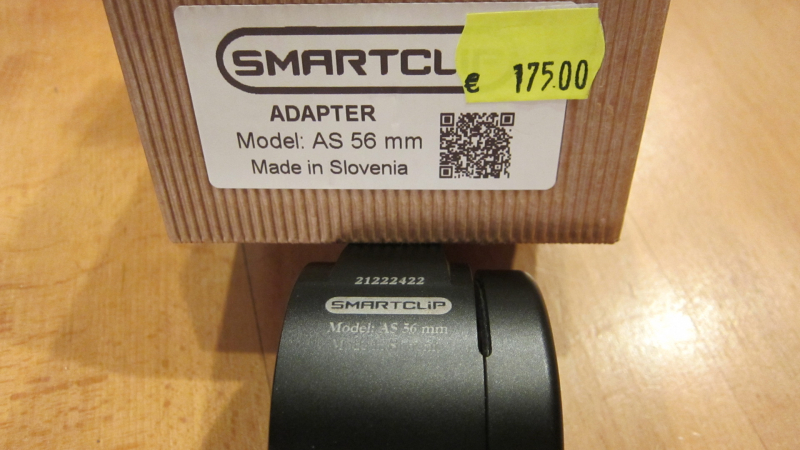 SMARTCLIP
€ 175.00
ADAPTER
Model: AS 56 mm
Made in Slovenia
21222422
SMARTCLiP
Model: AS 56 mm